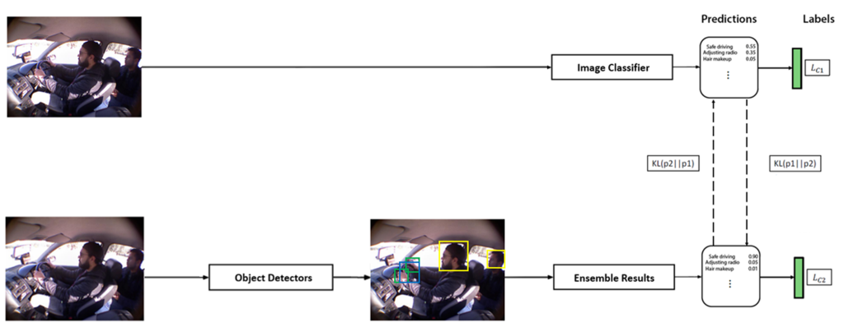 Predictions
Labels
Image Classifier
Safe driving 0.55
Adjusting radio 0.35
Hair makeup 0.05
⋮
L_{C1}
KL(p2||p1)
KL(p1||p2)
Object Detectors
Ensemble Results
Safe driving 0.90
Adjusting radio 0.05
Hair makeup 0.01
⋮
L_{C2}